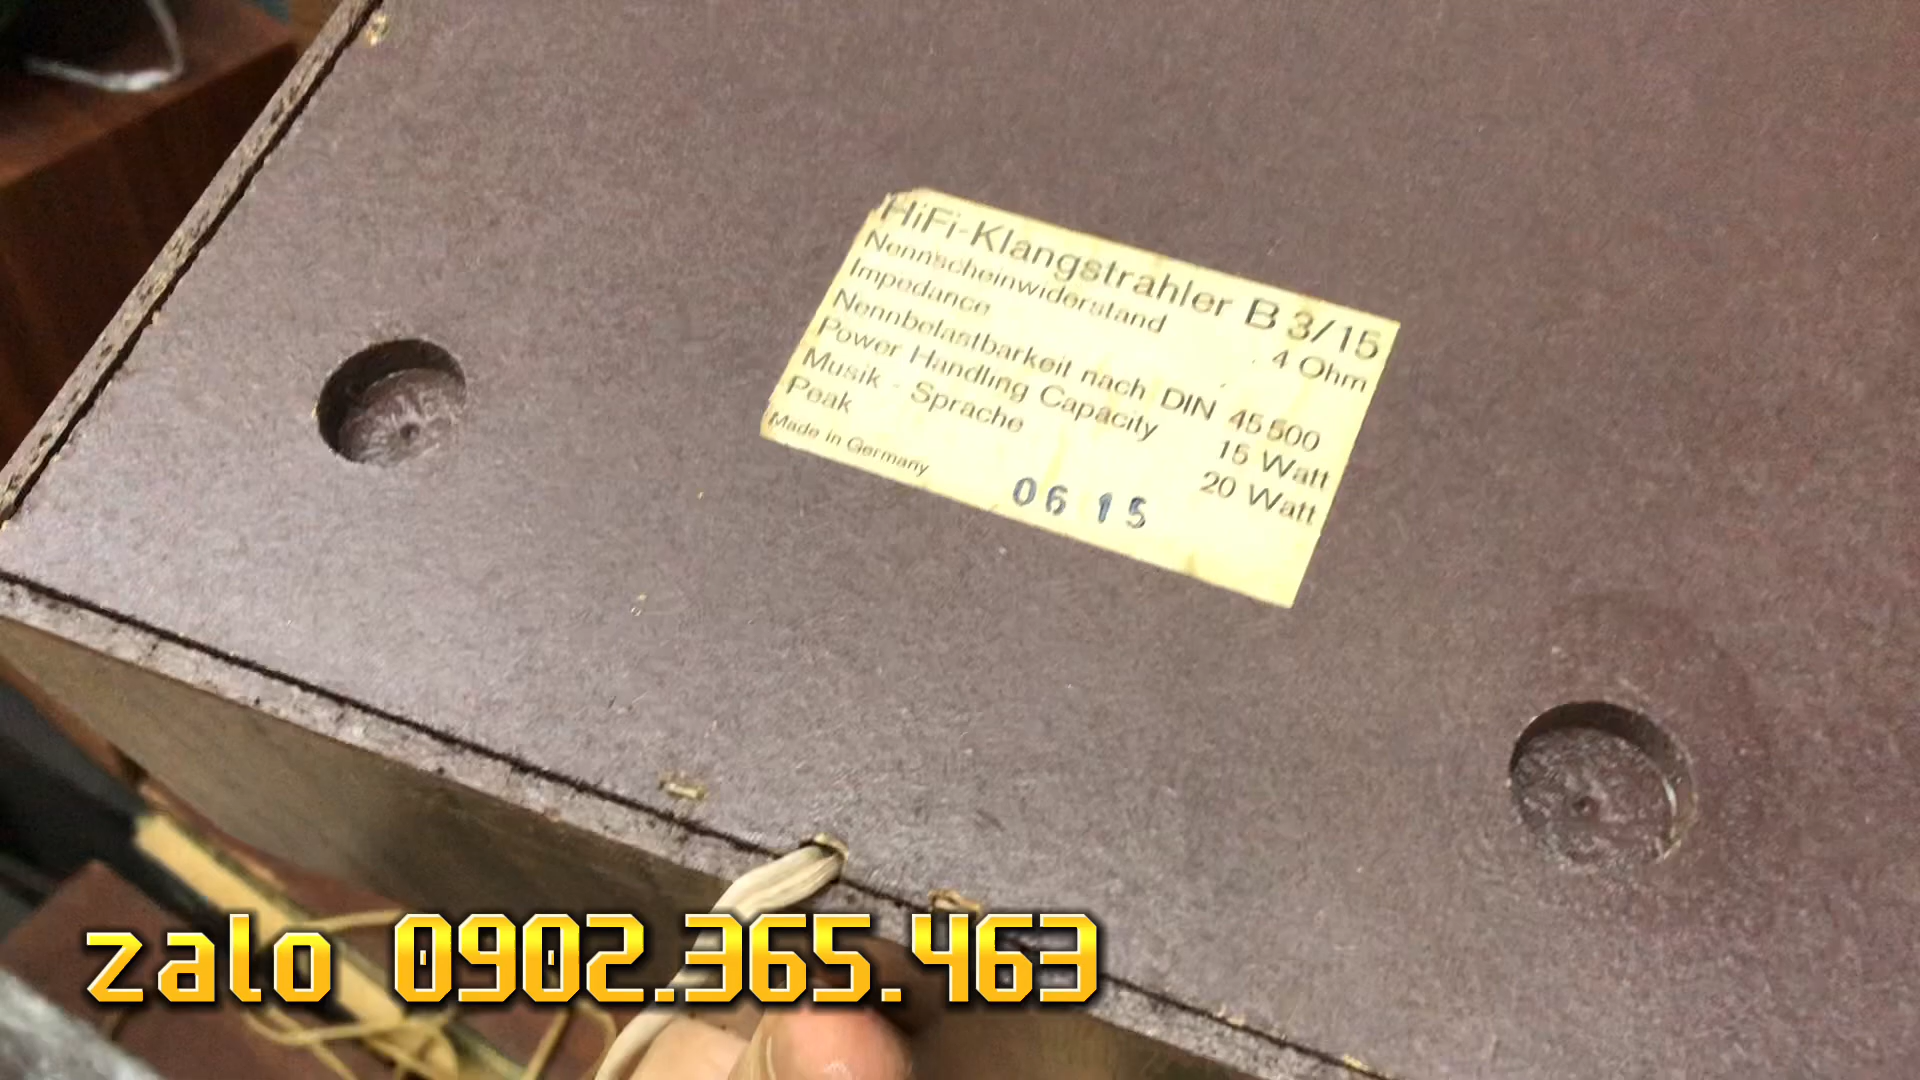 HiFi-Klangstrahler B 3/15
Nennscheinwiderstand
Impedance 4 Ohm
Nennbelastbarkeit nach DIN 45 500
Power Handling Capacity 15 Watt
Musik - Sprache 20 Watt
Peak
Made in Germany
06 15
zalo 0902.365.463